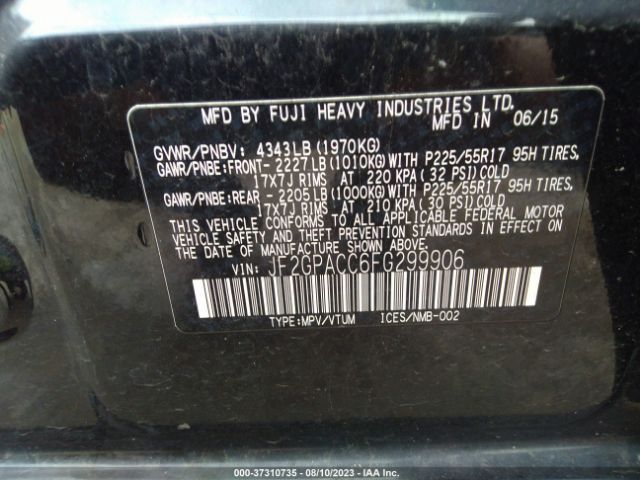 MFD BY FUJI HEAVY INDUSTRIES LTD.
MFD IN 06/15
GVWR/PNBV: 4343LB(1970KG)
GAWR/PNBE:FRONT- 2227LB(1010KG)WITH P225/55R17 95H TIRES,
17X7J RIMS AT 220 KPA(32 PSI)COLD
GAWR/PNBE:REAR - 2205LB(1000KG)WITH P225/55R17 95H TIRES,
17X7J RIMS AT 210 KPA(30 PSI)COLD
THIS VEHICLE CONFORMS TO ALL APPLICABLE FEDERAL MOTOR
VEHICLE SAFETY AND THEFT PREVENTION STANDARDS IN EFFECT ON
THE DATE OF MANUFACTURE SHOWN ABOVE.
VIN: JF2GPACC6FG299906
TYPE:MPV/VTUM ICES/NMB-002
000-37310735 - 08/10/2023 - IAA Inc.